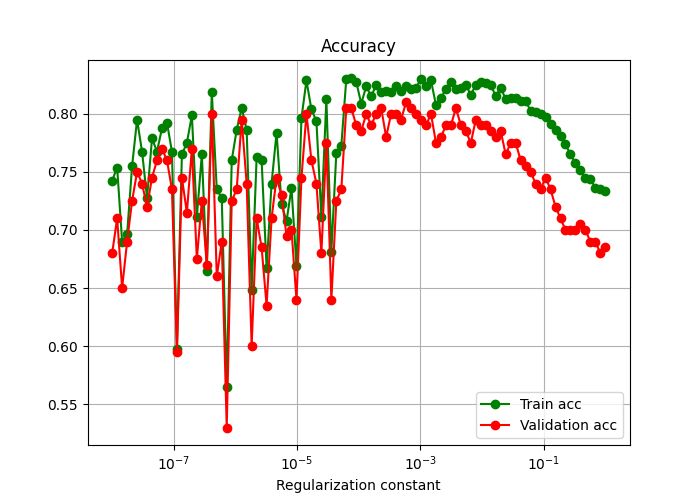 Accuracy
0.80
0.75
0.70
0.65
0.60
0.55
Train acc
Validation acc
10⁻⁷ 10⁻⁵ 10⁻³ 10⁻¹
Regularization constant